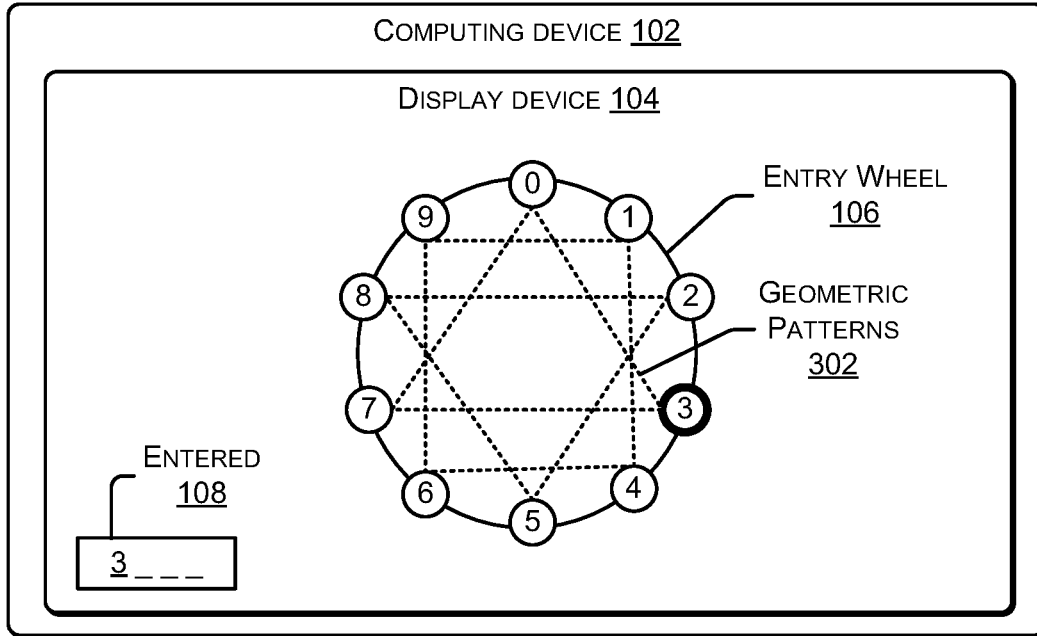 COMPUTING DEVICE 102
DISPLAY DEVICE 104
0
9
1
ENTRY WHEEL
106
8
2
GEOMETRIC
PATTERNS
302
7
3
ENTERED
108
6
4
5
3 _ _ _